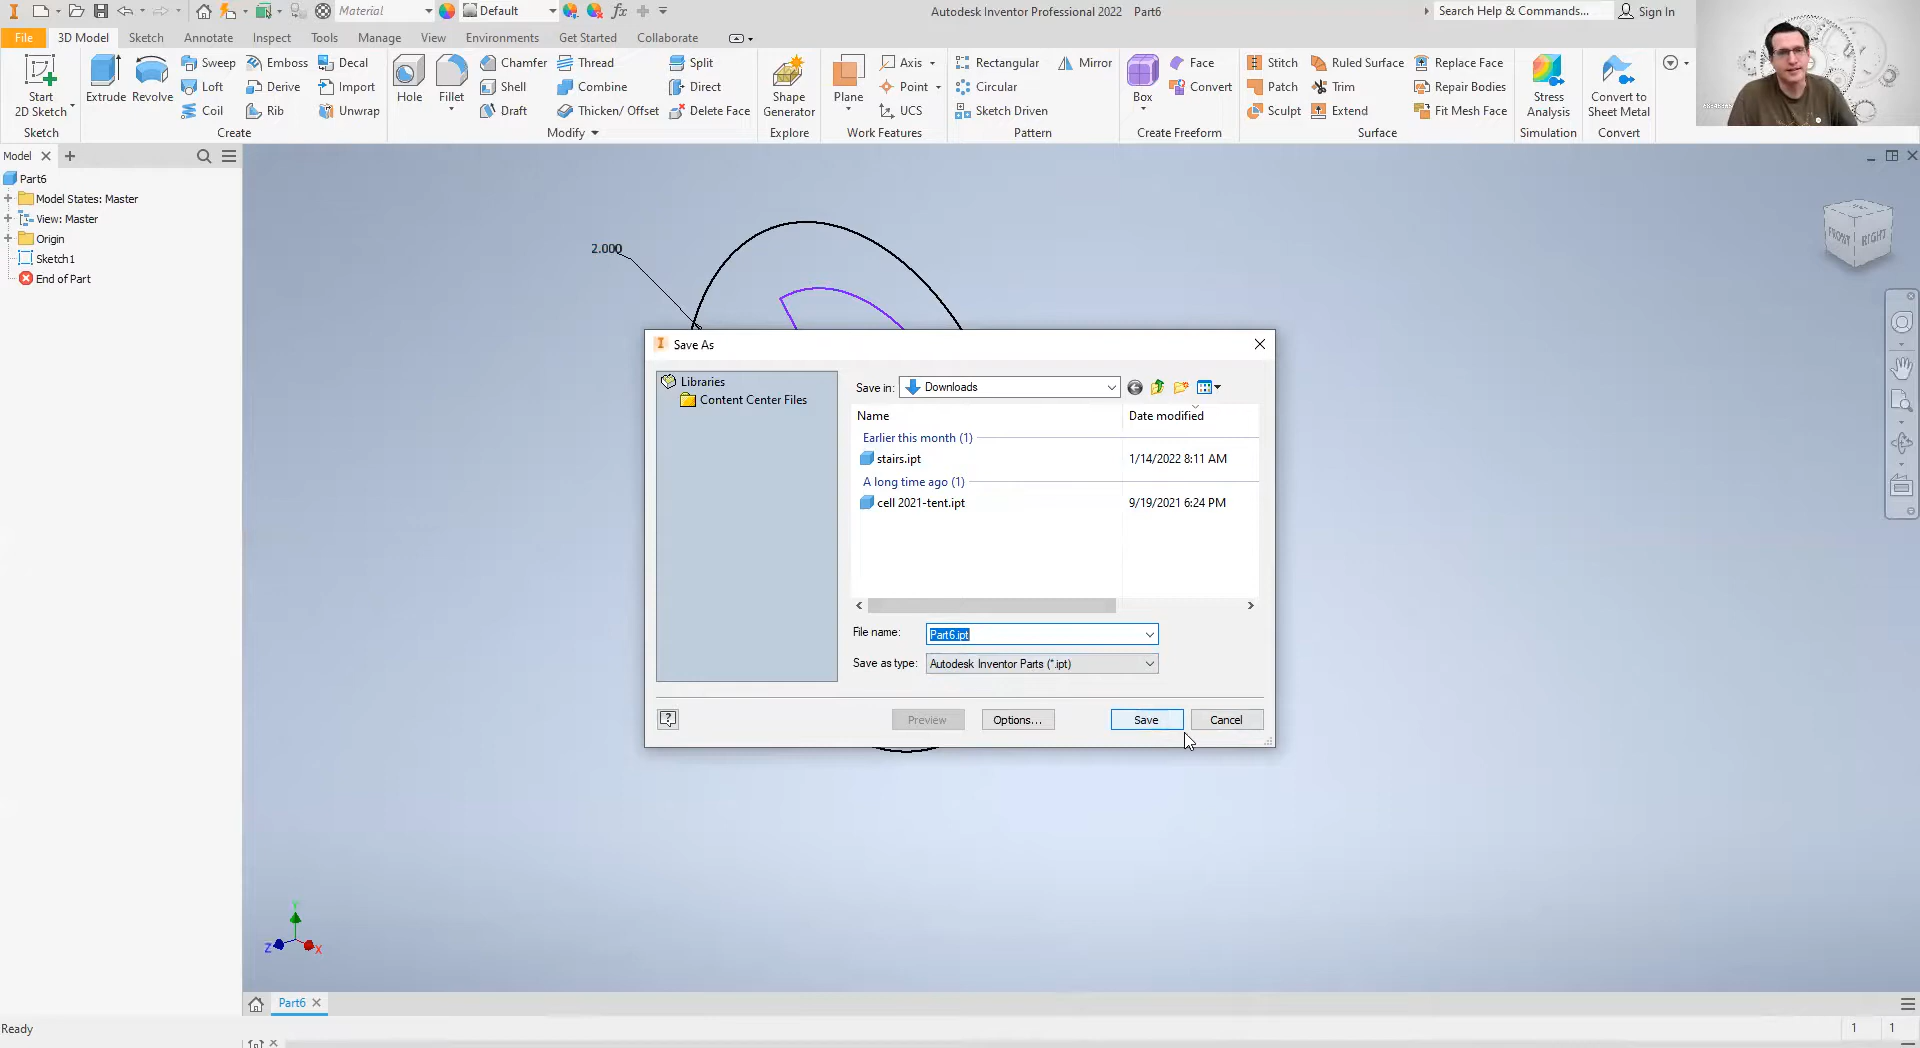 Material
Default
Autodesk Inventor Professional 2022 Part6
Search Help & Commands...
Sign In
File
3D Model
Sketch
Annotate
Inspect
Tools
Manage
View
Environments
Get Started
Collaborate
Start
2D Sketch
Sketch
Extrude
Revolve
Sweep
Loft
Coil
Emboss
Derive
Rib
Decal
Import
Unwrap
Create
Hole
Fillet
Chamfer
Shell
Draft
Thread
Combine
Thicken/ Offset
Split
Direct
Delete Face
Modify
Shape
Generator
Explore
Plane
Axis
Point
UCS
Work Features
Rectangular
Circular
Sketch Driven
Mirror
Pattern
Box
Face
Convert
Create Freeform
Stitch
Patch
Sculpt
Ruled Surface
Trim
Extend
Replace Face
Repair Bodies
Fit Mesh Face
Surface
Stress
Analysis
Simulation
Convert to
Sheet Metal
Convert
Model
Part6
Model States: Master
View: Master
Origin
Sketch1
End of Part
2.000
FRONT
RIGHT
Save As
Libraries
Content Center Files
Save in:
Downloads
Name
Date modified
Earlier this month (1)
stairs.ipt
1/14/2022 8:11 AM
A long time ago (1)
cell 2021-tent.ipt
9/19/2021 6:24 PM
File name:
Part6.ipt
Save as type:
Autodesk Inventor Parts (*.ipt)
Preview
Options...
Save
Cancel
Y
Z
X
Part6
Ready
1
1